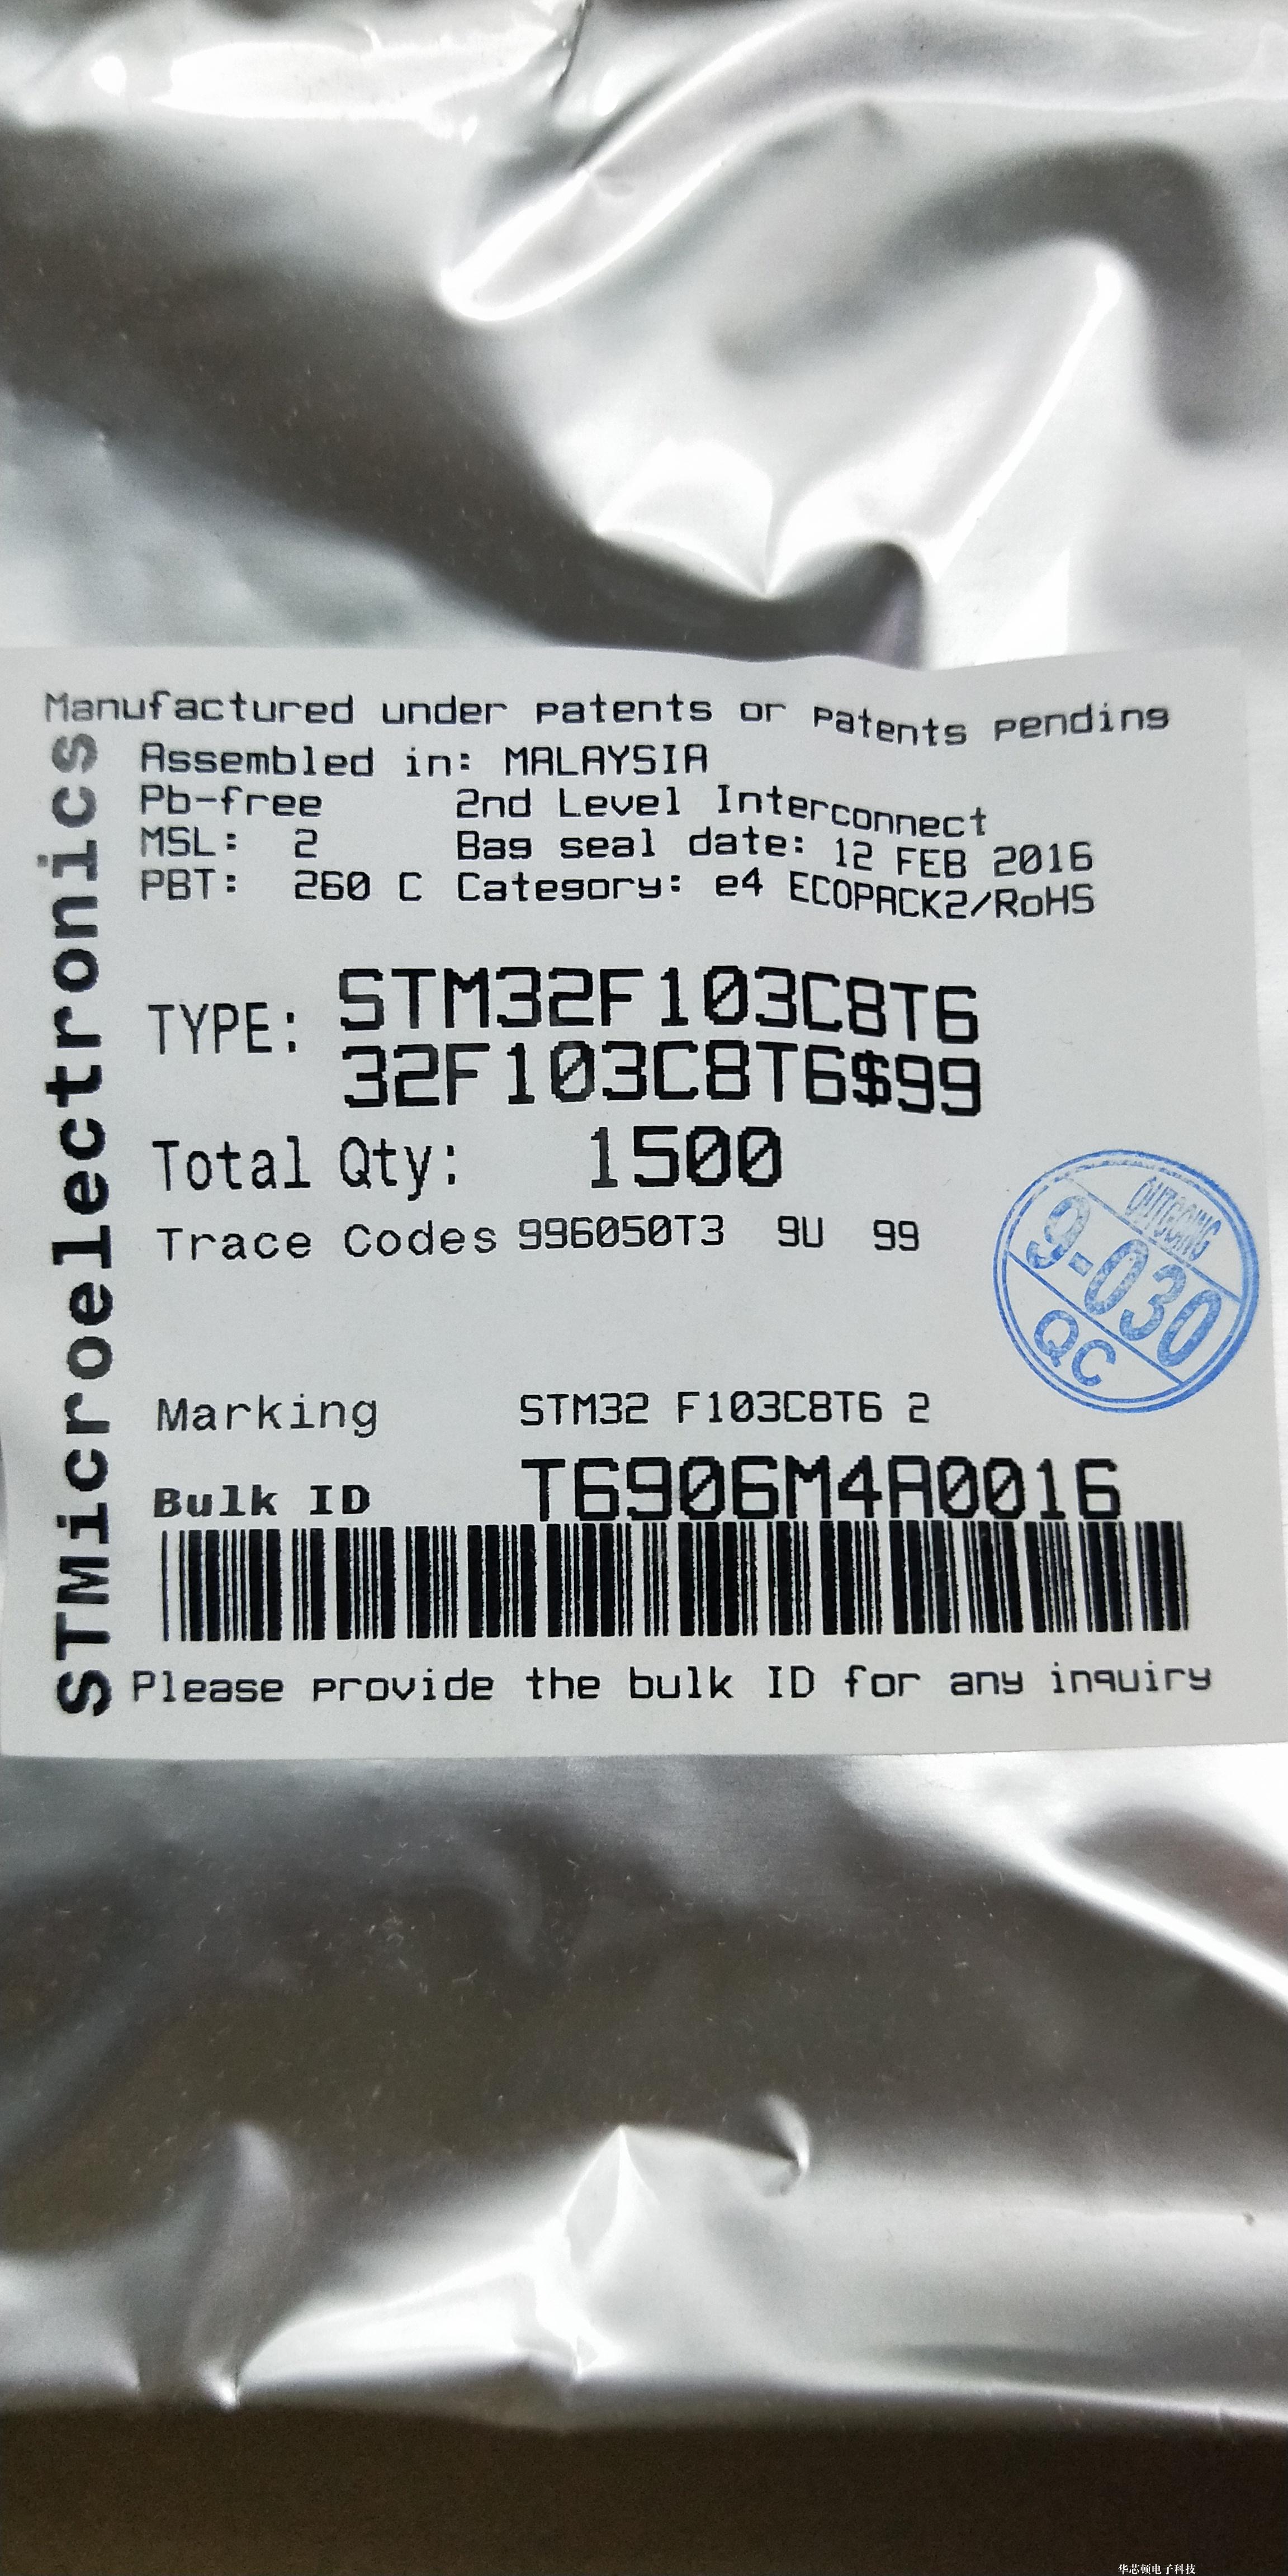 Manufactured under patents or patents pending
STMicroelectronics
Assembled in: MALAYSIA
Pb-free 2nd Level Interconnect
MSL: 2 Bag seal date: 12 FEB 2016
PBT: 260 C Category: e4 ECOPACK2/RoHS
TYPE: STM32F103C8T6
32F103C8T6$99
Total Qty: 1500
Trace Codes 996050T3 9U 99
OUTGOING
9-030
QC
Marking STM32 F103C8T6 2
Bulk ID T6906M4A0016
Please provide the bulk ID for any inquiry
华芯顿电子科技